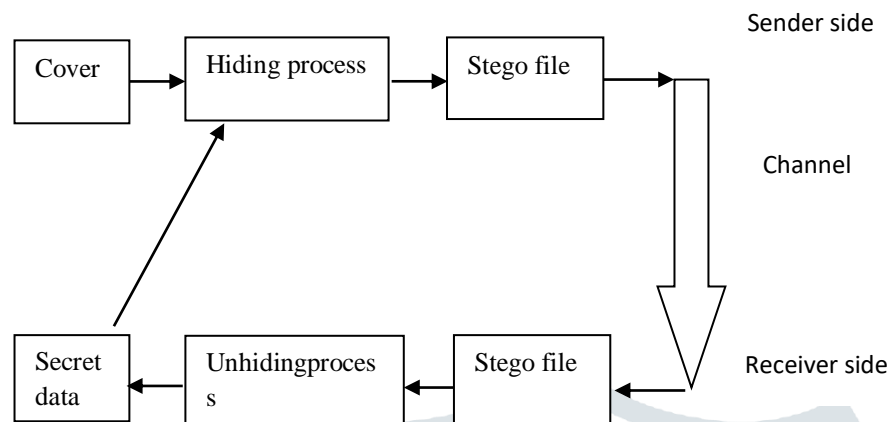 Sender side
Cover
Hiding process
Stego file
Channel
Secret
data
Unhidingproces
s
Stego file
Receiver side